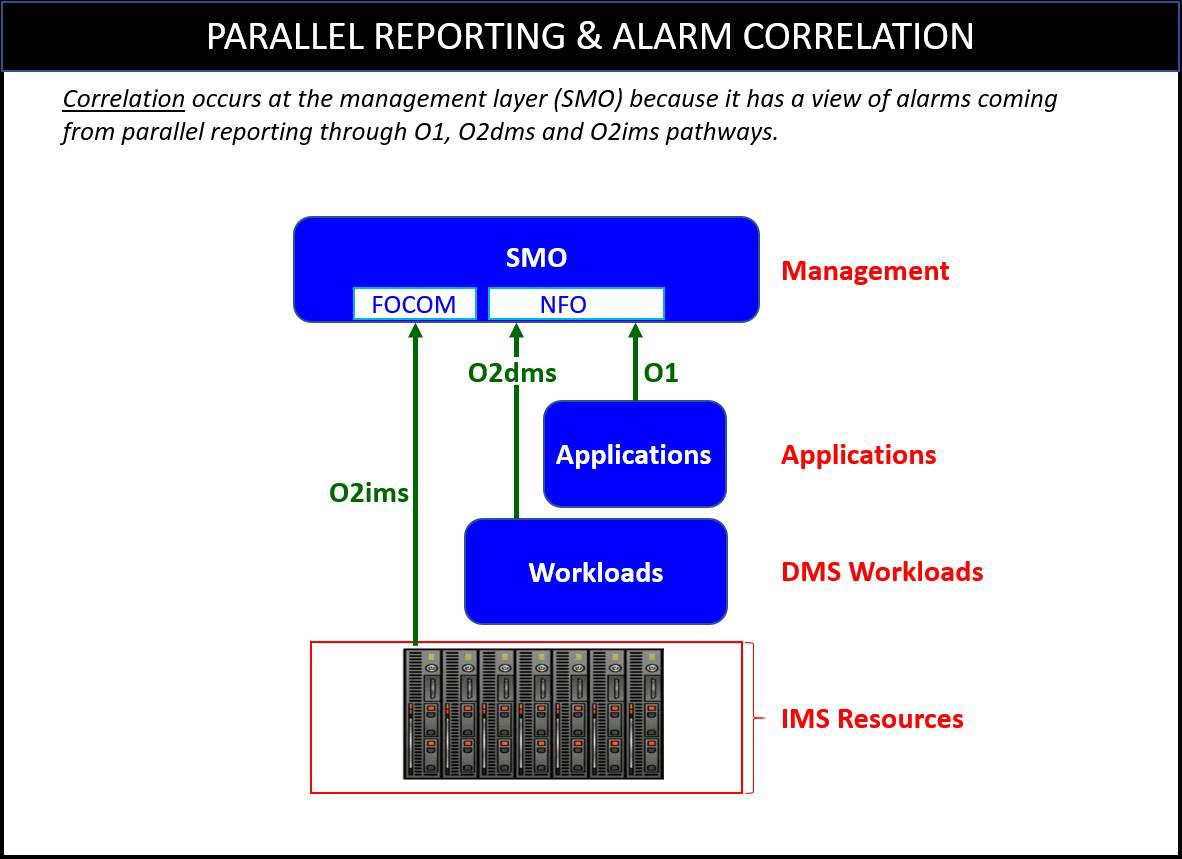 PARALLEL REPORTING & ALARM CORRELATION
Correlation occurs at the management layer (SMO) because it has a view of alarms coming
from parallel reporting through O1, O2dms and O2ims pathways.
SMO
Management
FOCOM
NFO
O2dms
O1
Applications
Applications
O2ims
Workloads
DMS Workloads
IMS Resources